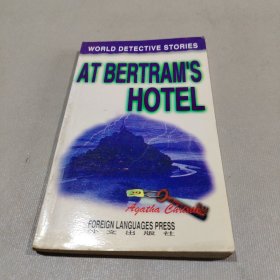 WORLD DETECTIVE STORIES
AT BERTRAM'S
HOTEL
Agatha Christie
FOREIGN LANGUAGES PRESS
外文出版社